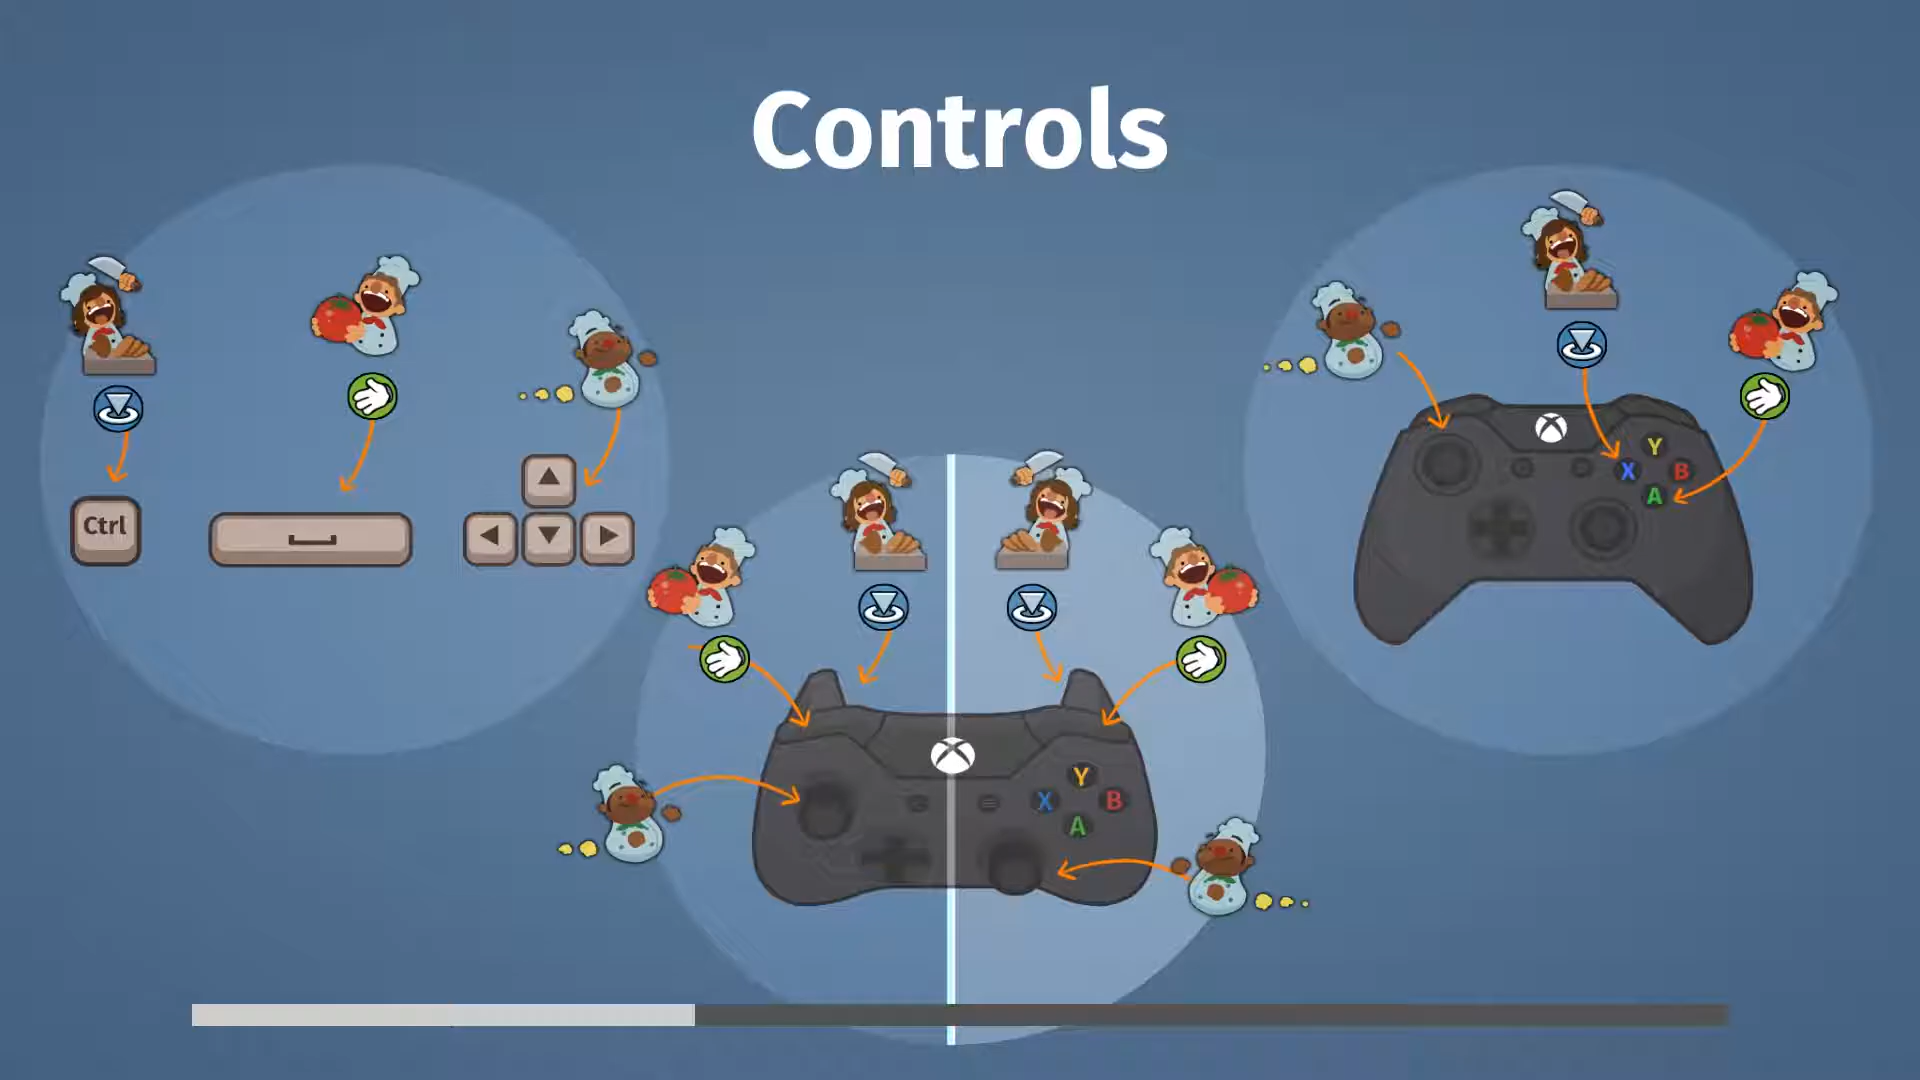 Controls
Ctrl
Y
X B
A
Y
X B
A